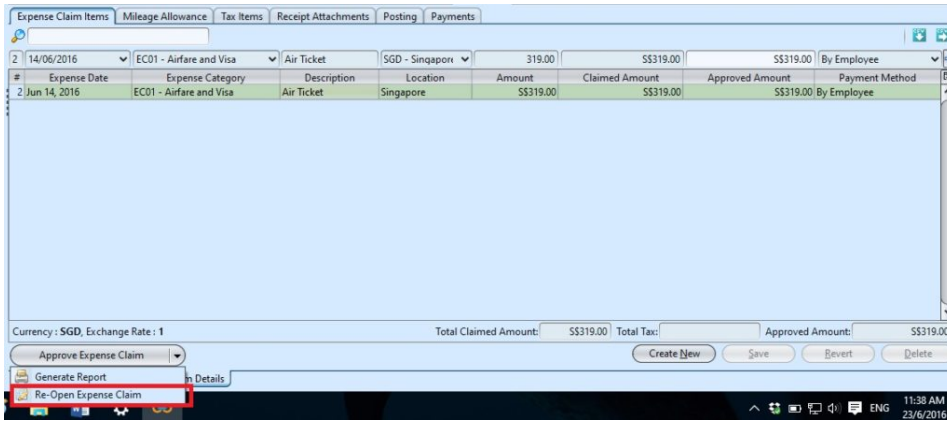 Expense Claim Items Mileage Allowance Tax Items Receipt Attachments Posting Payments
2 14/06/2016 EC01 - Airfare and Visa Air Ticket SGD - Singapore 319.00 S$319.00 S$319.00 By Employee
# Expense Date Expense Category Description Location Amount Claimed Amount Approved Amount Payment Method
2 Jun 14, 2016 EC01 - Airfare and Visa Air Ticket Singapore S$319.00 S$319.00 S$319.00 By Employee
Currency : SGD, Exchange Rate : 1 Total Claimed Amount: S$319.00 Total Tax: Approved Amount: S$319.00
Approve Expense Claim Create New Save Revert Delete
Generate Report Details
Re-Open Expense Claim
ENG 11:38 AM
23/6/2016